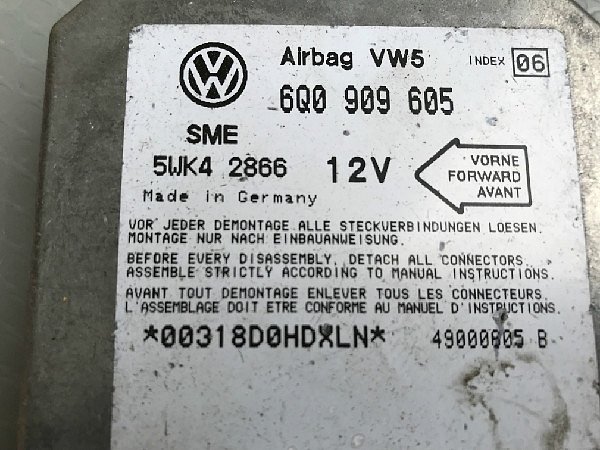 Airbag VW5 INDEX 06
6Q0 909 605
SME
5WK4 2866 12V
VORNE
FORWARD
AVANT
Made in Germany
VOR JEDER DEMONTAGE ALLE STECKVERBINDUNGEN LOESEN.
MONTAGE NUR NACH EINBAUANWEISUNG.
BEFORE EVERY DISASSEMBLY, DETACH ALL CONNECTORS.
ASSEMBLE STRICTLY ACCORDING TO MANUAL INSTRUCTIONS.
AVANT TOUT DEMONTAGE ENLEVER TOUS LES CONNECTEURS.
L'ASSEMBLAGE DOIT ETRE CONFORME AU MANUEL D'INSTRUCTIONS.
*00318D0HDXLN* 49000805 B